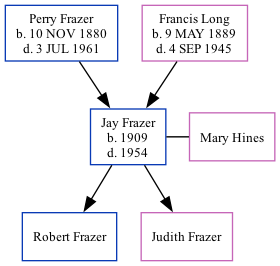 Perry Frazer
b. 10 NOV 1880
d. 3 JUL 1961
Francis Long
b. 9 MAY 1889
d. 4 SEP 1945
Jay Frazer
b. 1909
d. 1954
Mary Hines
Robert Frazer
Judith Frazer